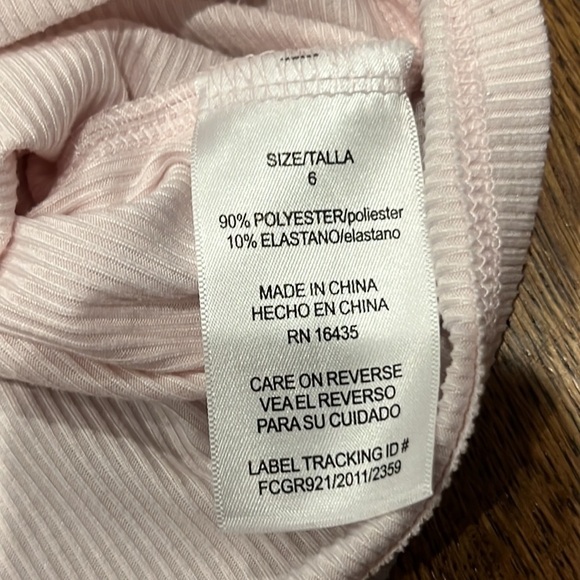 SIZE/TALLA
6
90% POLYESTER/poliester
10% ELASTANO/elastano
MADE IN CHINA
HECHO EN CHINA
RN 16435
CARE ON REVERSE
VEA EL REVERSO
PARA SU CUIDADO
LABEL TRACKING ID#
FCGR921/2011/2359